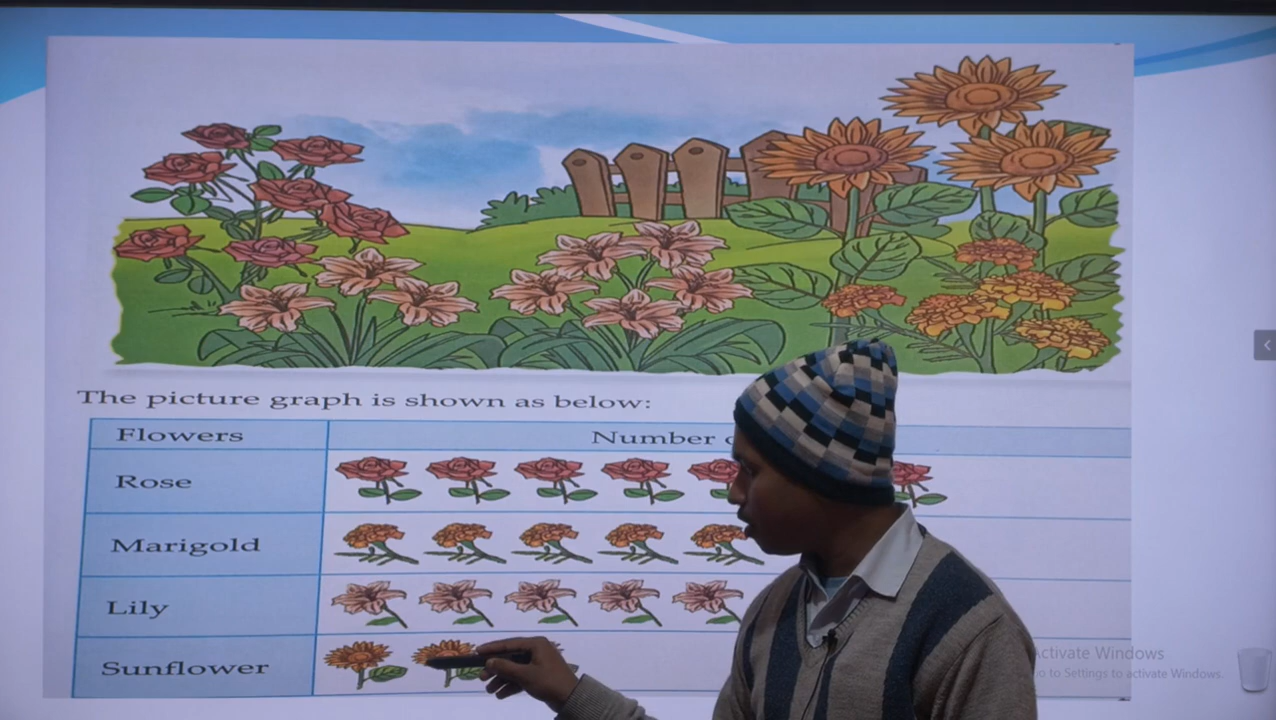 The picture graph is shown as below:
Flowers Number
Rose
Marigold
Lily
Sunflower
Activate Windows
Go to Settings to activate Windows.